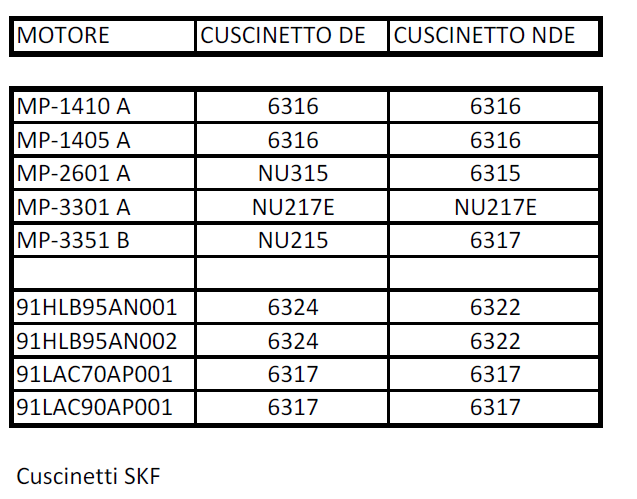 MOTORE CUSCINETTO DE CUSCINETTO NDE
MP-1410 A 6316 6316
MP-1405 A 6316 6316
MP-2601 A NU315 6315
MP-3301 A NU217E NU217E
MP-3351 B NU215 6317
91HLB95AN001 6324 6322
91HLB95AN002 6324 6322
91LAC70AP001 6317 6317
91LAC90AP001 6317 6317
Cuscinetti SKF